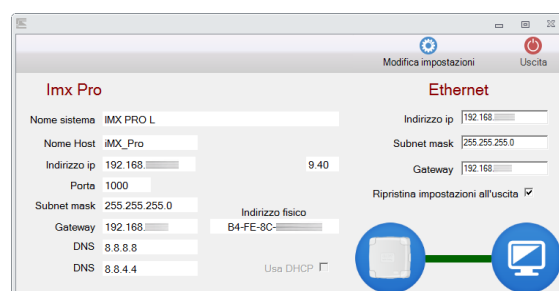 Modifica impostazioni Uscita
Imx Pro
Ethernet
Nome sistema IMX PRO L
Nome Host iMX_Pro
Indirizzo ip 192.168. 9.40
Porta 1000
Subnet mask 255.255.255.0
Gateway 192.168.
DNS 8.8.8.8
DNS 8.8.4.4
Indirizzo fisico
B4-FE-8C-
Usa DHCP
Indirizzo ip 192.168.
Subnet mask 255.255.255.0
Gateway 192.168.
Ripristina impostazioni all'uscita